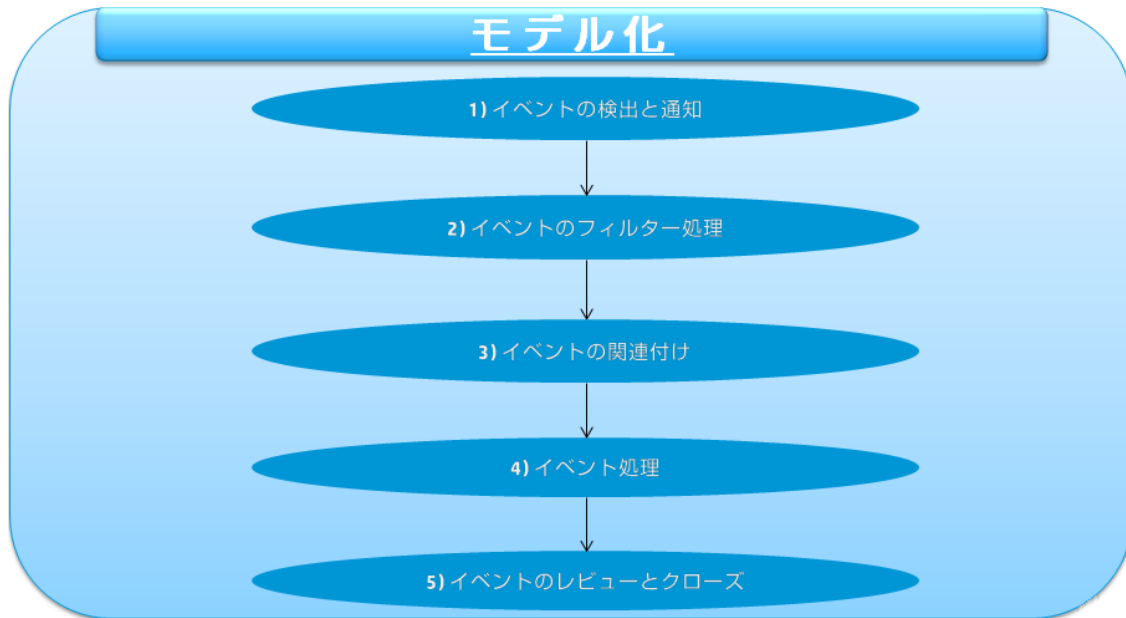 モデル化
1) イベントの検出と通知
2) イベントのフィルター処理
3) イベントの関連付け
4) イベント処理
5) イベントのレビューとクローズ